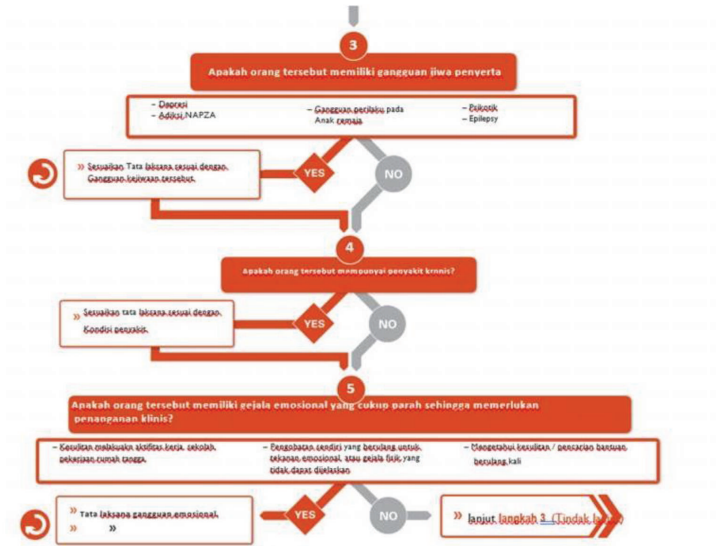 3
Apakah orang tersebut memiliki gangguan jiwa penyerta
– Depresi
– Adiksi NAPZA
– Gangguan perilaku pada
Anak remaja
– Psikotik
– Epilepsy
» Sesuaikan Tata laksana sesuai dengan
Gangguan kejiwaan tersebut.
YES
NO
4
Apakah orang tersebut mempunyai penyakit kronis?
» Sesuaikan tata laksana sesuai dengan
Kondisi penyakit.
YES
NO
5
Apakah orang tersebut memiliki gejala emosional yang cukup parah sehingga memerlukan
penanganan klinis?
– Kesulitan melakuakn aktifitas kerja, sekolah,
pekerjaan rumah tangga.
– Pengobatan sendiri yang berulang untuk
tekanan emosional, atau gejala fisik yang
tidak dapat dijelaskan
– Mengetahui kesulitan / pencarian bantuan
berulang kali
» Tata laksana gangguan emosional.
» »
YES
NO
» lanjut langkah 3 (Tindak lanjut)